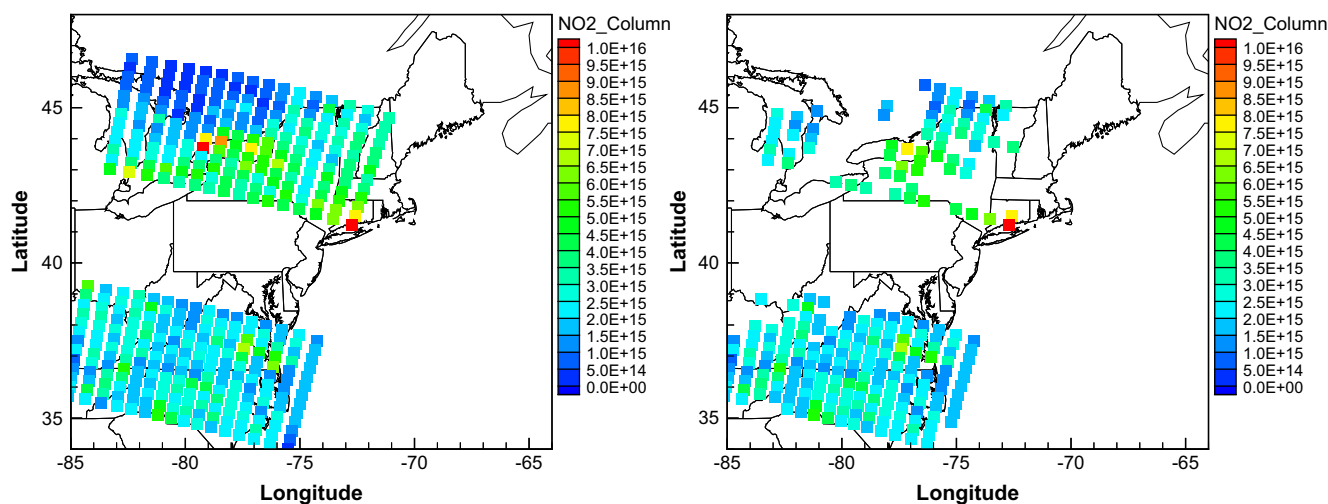 NO2_Column
1.0E+16
9.5E+15
9.0E+15
8.5E+15
8.0E+15
7.5E+15
7.0E+15
6.5E+15
6.0E+15
5.5E+15
5.0E+15
4.5E+15
4.0E+15
3.5E+15
3.0E+15
2.5E+15
2.0E+15
1.5E+15
1.0E+15
5.0E+14
0.0E+00
Latitude
45
40
35
-85
-80
-75
-70
-65
Longitude
NO2_Column
1.0E+16
9.5E+15
9.0E+15
8.5E+15
8.0E+15
7.5E+15
7.0E+15
6.5E+15
6.0E+15
5.5E+15
5.0E+15
4.5E+15
4.0E+15
3.5E+15
3.0E+15
2.5E+15
2.0E+15
1.5E+15
1.0E+15
5.0E+14
0.0E+00
Latitude
45
40
35
-85
-80
-75
-70
-65
Longitude